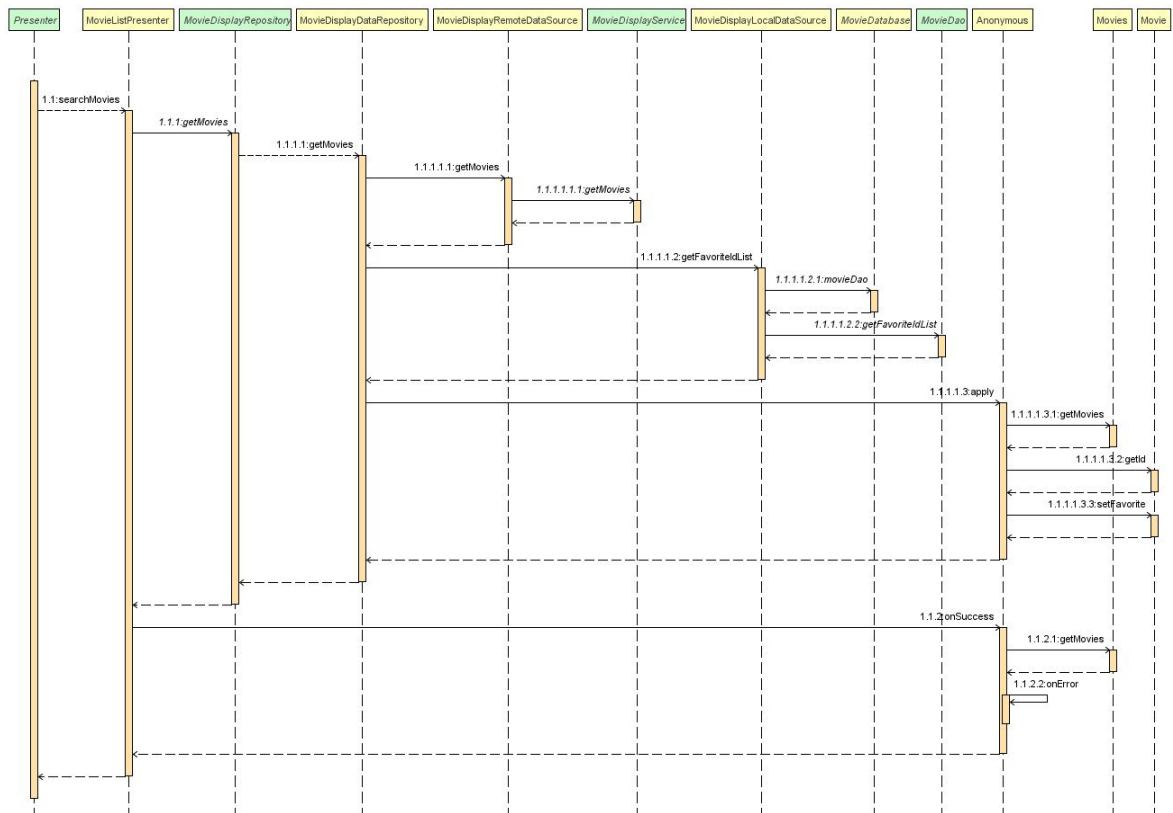 Presenter
MovieListPresenter
MovieDisplayRepository
MovieDisplayDataRepository
MovieDisplayRemoteDataSource
MovieDisplayService
MovieDisplayLocalDataSource
MovieDatabase
MovieDao
Anonymous
Movies
Movie
1.1:searchMovies
1.1.1:getMovies
1.1.1.1:getMovies
1.1.1.1.1:getMovies
1.1.1.1.1.1:getMovies
1.1.1.1.2:getFavoriteIdList
1.1.1.1.2.1:movieDao
1.1.1.1.2.2:getFavoriteIdList
1.1.1.1.3:apply
1.1.1.1.3.1:getMovies
1.1.1.1.3.2:getId
1.1.1.1.3.3:setFavorite
1.1.2:onSuccess
1.1.2.1:getMovies
1.1.2.2:onError